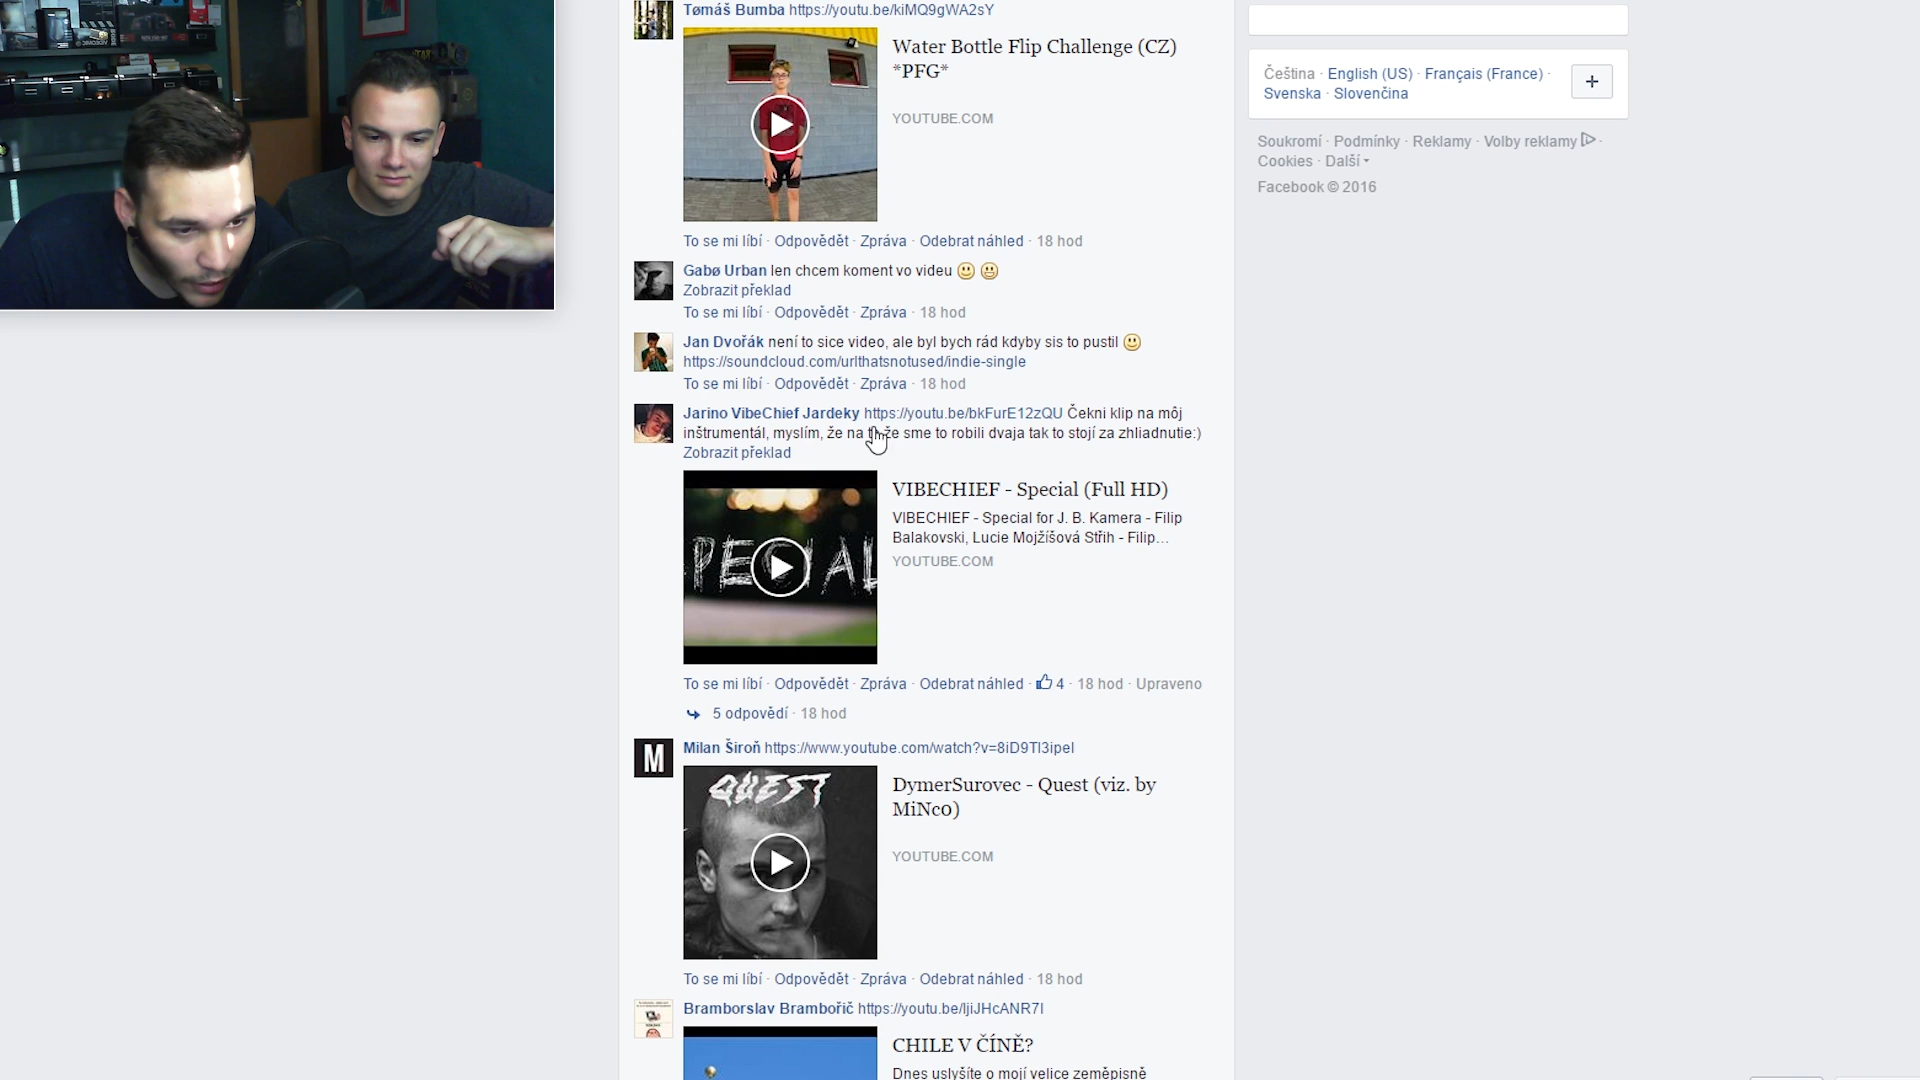 Tømáš Bumba https://youtu.be/kiMQ9gWA2sY
Water Bottle Flip Challenge (CZ)
*PFG*
YOUTUBE.COM
To se mi líbí · Odpovědět · Zpráva · Odebrat náhled · 18 hod
Gabø Urban len chcem koment vo videu
Zobrazit překlad
To se mi líbí · Odpovědět · Zpráva · 18 hod
Jan Dvořák není to sice video, ale byl bych rád kdyby sis to pustil
https://soundcloud.com/urlthatsnotused/indie-single
To se mi líbí · Odpovědět · Zpráva · 18 hod
Jarino VibeChief Jardeky https://youtu.be/bkFurE12zQU Čekni klip na môj
inštrumentál, myslím, že na sme to robili dvaja tak to stojí za zhliadnutie:)
Zobrazit překlad
PECIAL
VIBECHIEF - Special (Full HD)
VIBECHIEF - Special for J. B. Kamera - Filip
Balakovski, Lucie Mojžíšová Střih - Filip...
YOUTUBE.COM
To se mi líbí · Odpovědět · Zpráva · Odebrat náhled · 4 · 18 hod · Upraveno
5 odpovědí · 18 hod
M
Milan Široň https://www.youtube.com/watch?v=8iD9Tl3ipeI
QUEST
DymerSurovec - Quest (viz. by
MiNco)
YOUTUBE.COM
To se mi líbí · Odpovědět · Zpráva · Odebrat náhled · 18 hod
Bramborslav Brambořič https://youtu.be/ljiJHcANR7I
CHILE V ČÍNĚ?
Dnes uslyšíte o mojí velice zeměpisně
Čeština · English (US) · Français (France) ·
Svenska · Slovenčina
+
Soukromí · Podmínky · Reklamy · Volby reklamy ·
Cookies · Další
Facebook © 2016